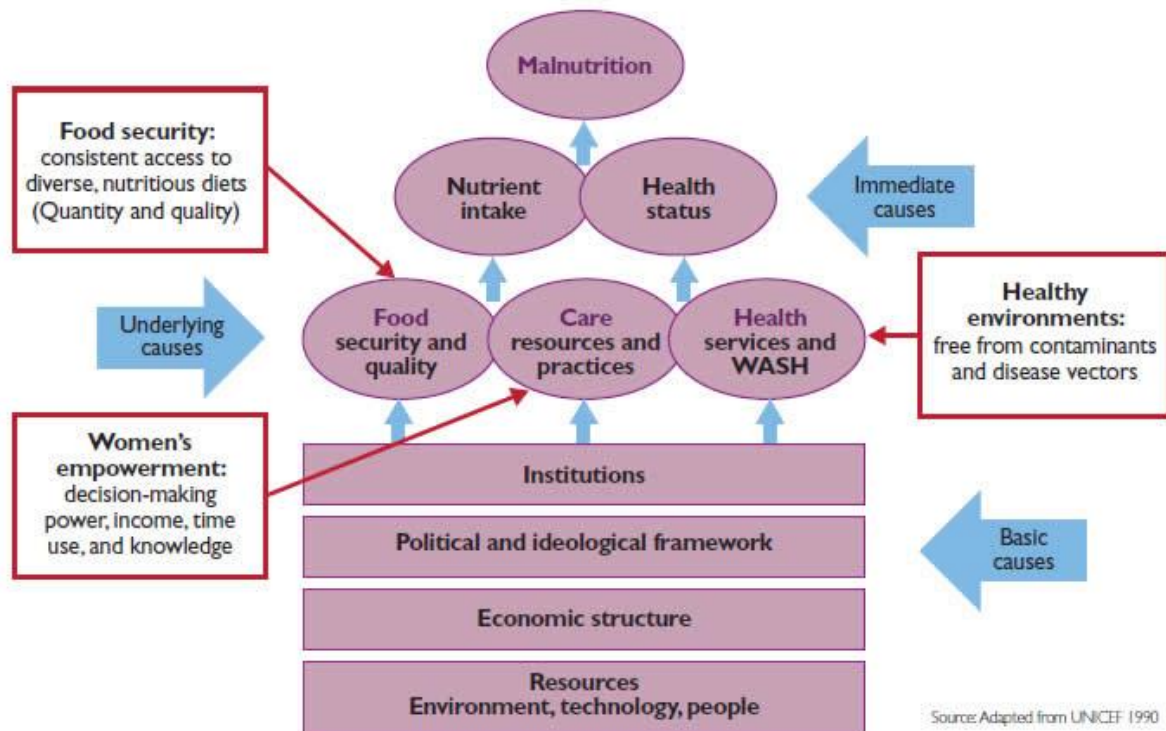 Malnutrition
Food security:
consistent access to
diverse, nutritious diets
(Quantity and quality)
Nutrient
intake
Health
status
Immediate
causes
Underlying
causes
Food
security and
quality
Care
resources and
practices
Health
services and
WASH
Healthy
environments:
free from contaminants
and disease vectors
Women's
empowerment:
decision-making
power, income, time
use, and knowledge
Institutions
Political and ideological framework
Basic
causes
Economic structure
Resources
Environment, technology, people
Source: Adapted from UNICEF 1990